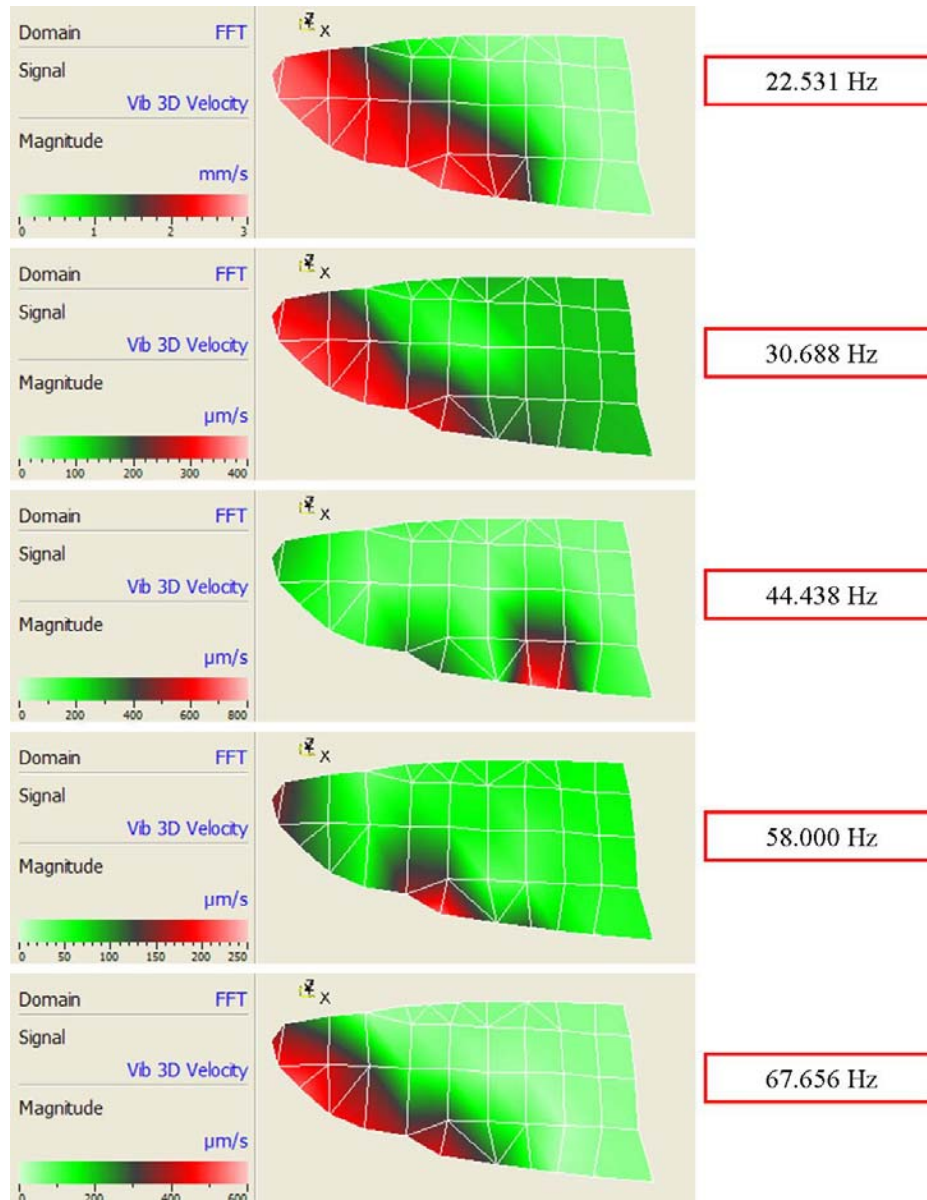 Domain FFT
Signal
Vib 3D Velocity
Magnitude
mm/s
0 1 2 3
Z
X
22.531 Hz
Domain FFT
Signal
Vib 3D Velocity
Magnitude
µm/s
0 100 200 300 400
Z
X
30.688 Hz
Domain FFT
Signal
Vib 3D Velocity
Magnitude
µm/s
0 200 400 600 800
Z
X
44.438 Hz
Domain FFT
Signal
Vib 3D Velocity
Magnitude
µm/s
0 50 100 150 200 250
Z
X
58.000 Hz
Domain FFT
Signal
Vib 3D Velocity
Magnitude
µm/s
0 200 400 600
Z
X
67.656 Hz